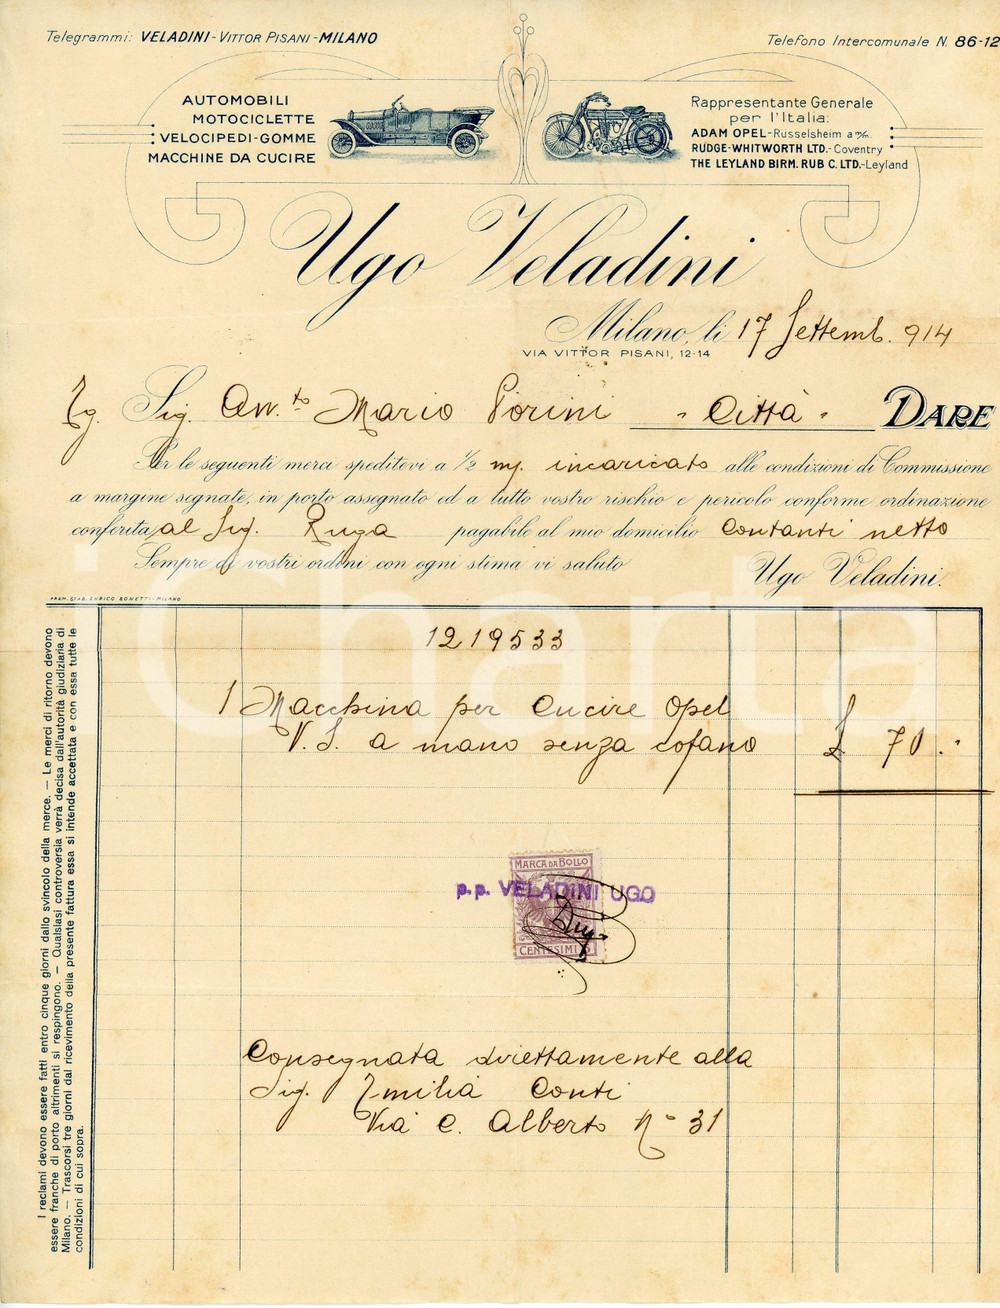 Telegrammi: VELADINI - VITTOR PISANI - MILANO
Telefono Intercomunale N. 86-12
AUTOMOBILI
MOTOCICLETTE
VELOCIPEDI - GOMME
MACCHINE DA CUCIRE
Rappresentante Generale
per l'Italia:
ADAM OPEL - Russelsheim a/m.
RUDGE-WHITWORTH LTD. - Coventry
THE LEYLAND BIRM. RUB C. LTD. - Leyland
Ugo Veladini
Milano, li 17 Settemb. 914
VIA VITTOR PISANI, 12-14
Sig. Avv.to Mario Porini " Città " DARE
Per le seguenti merci speditevi a 1/2 incaricato alle condizioni di Commissione
a margine segnate, in porto assegnato ed a tutto vostro rischio e pericolo conforme ordinazione
conferita al Sig. Ruga pagabile al mio domicilio contanti netto
Sempre di vostri ordini con ogni stima vi saluto Ugo Veladini.
PREM. STAB. ENRICO BONETTI - MILANO
1219533
1 Macchina per Cucire Opel
V. S. a mano senza cofano £ 70 . "
MARCA DA BOLLO
p.p. VELADINI UGO
CENTESIMI 5
Consegnata direttamente alla
Sig. Emilia Conti
Via C. Alberto N° 31
I reclami devono essere fatti entro cinque giorni dallo svincolo della merce. — Le merci di ritorno devono
essere franche di porto altrimenti si respingono. — Qualsiasi controversia verrà decisa dall'autorità giudiziaria di
Milano. — Trascorsi tre giorni dal ricevimento della presente fattura essa si intende accettata e con essa tutte le
condizioni di cui sopra.
iCharta